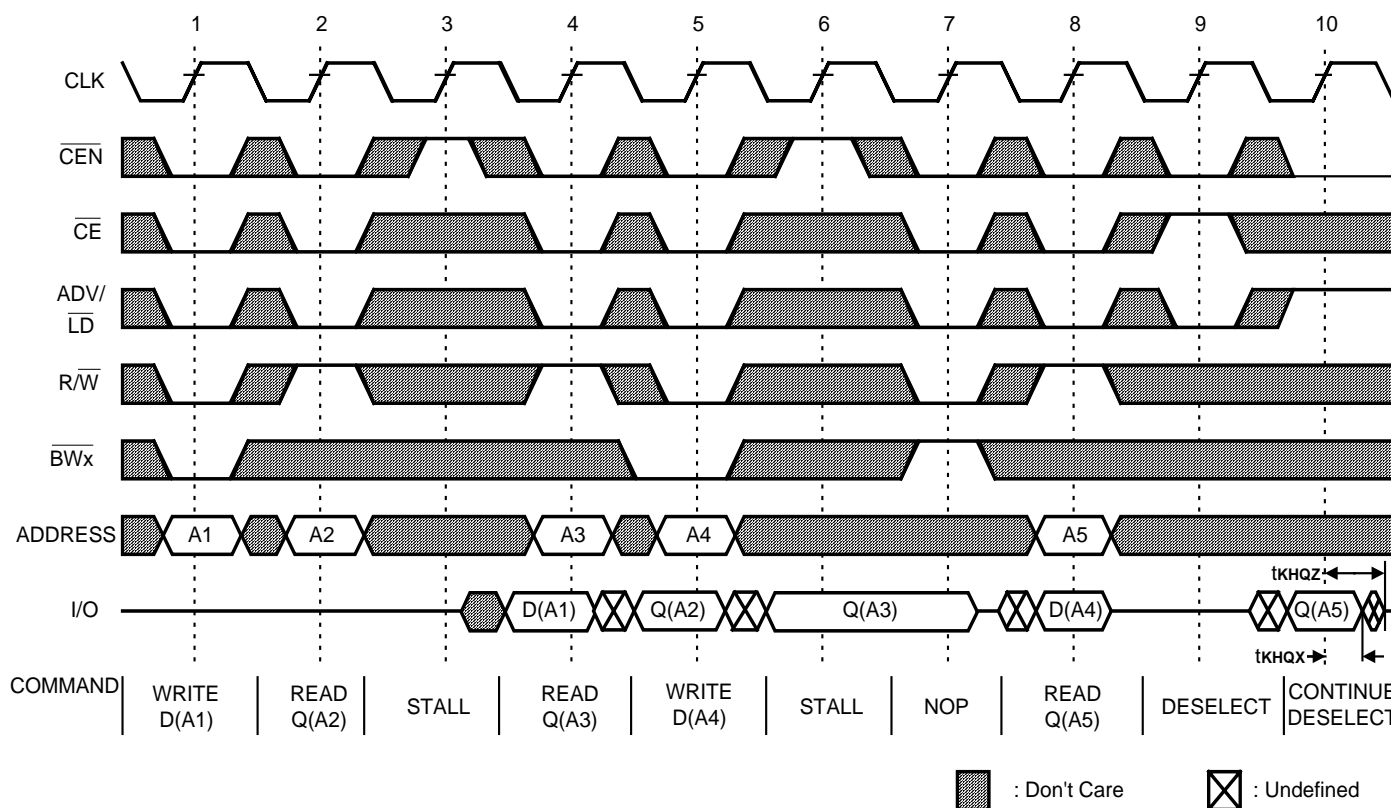 1 2 3 4 5 6 7 8 9 10
CLK
CEN
CE
ADV/
LD
R/W
BWx
ADDRESS A1 A2 A3 A4 A5
tKHQZ
I/O D(A1) Q(A2) Q(A3) D(A4) Q(A5)
tKHQX
COMMAND WRITE D(A1) READ Q(A2) STALL READ Q(A3) WRITE D(A4) STALL NOP READ Q(A5) DESELECT CONTINUE DESELECT
: Don't Care : Undefined